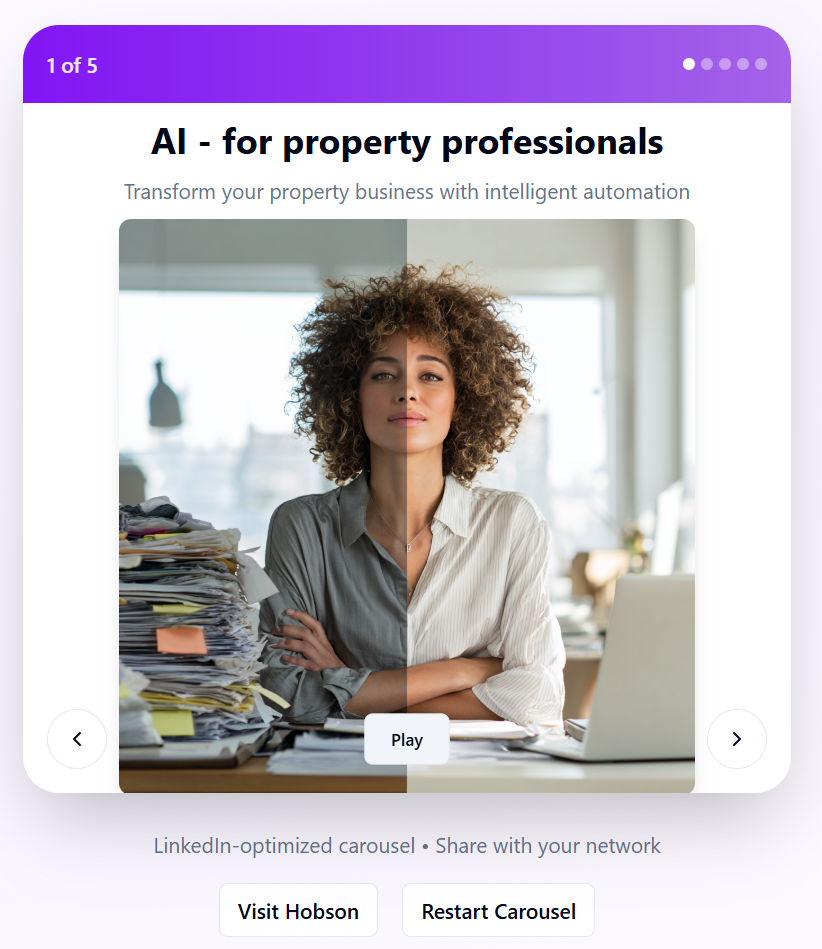 1 of 5
AI - for property professionals
Transform your property business with intelligent automation
Play
LinkedIn-optimized carousel • Share with your network
Visit Hobson
Restart Carousel